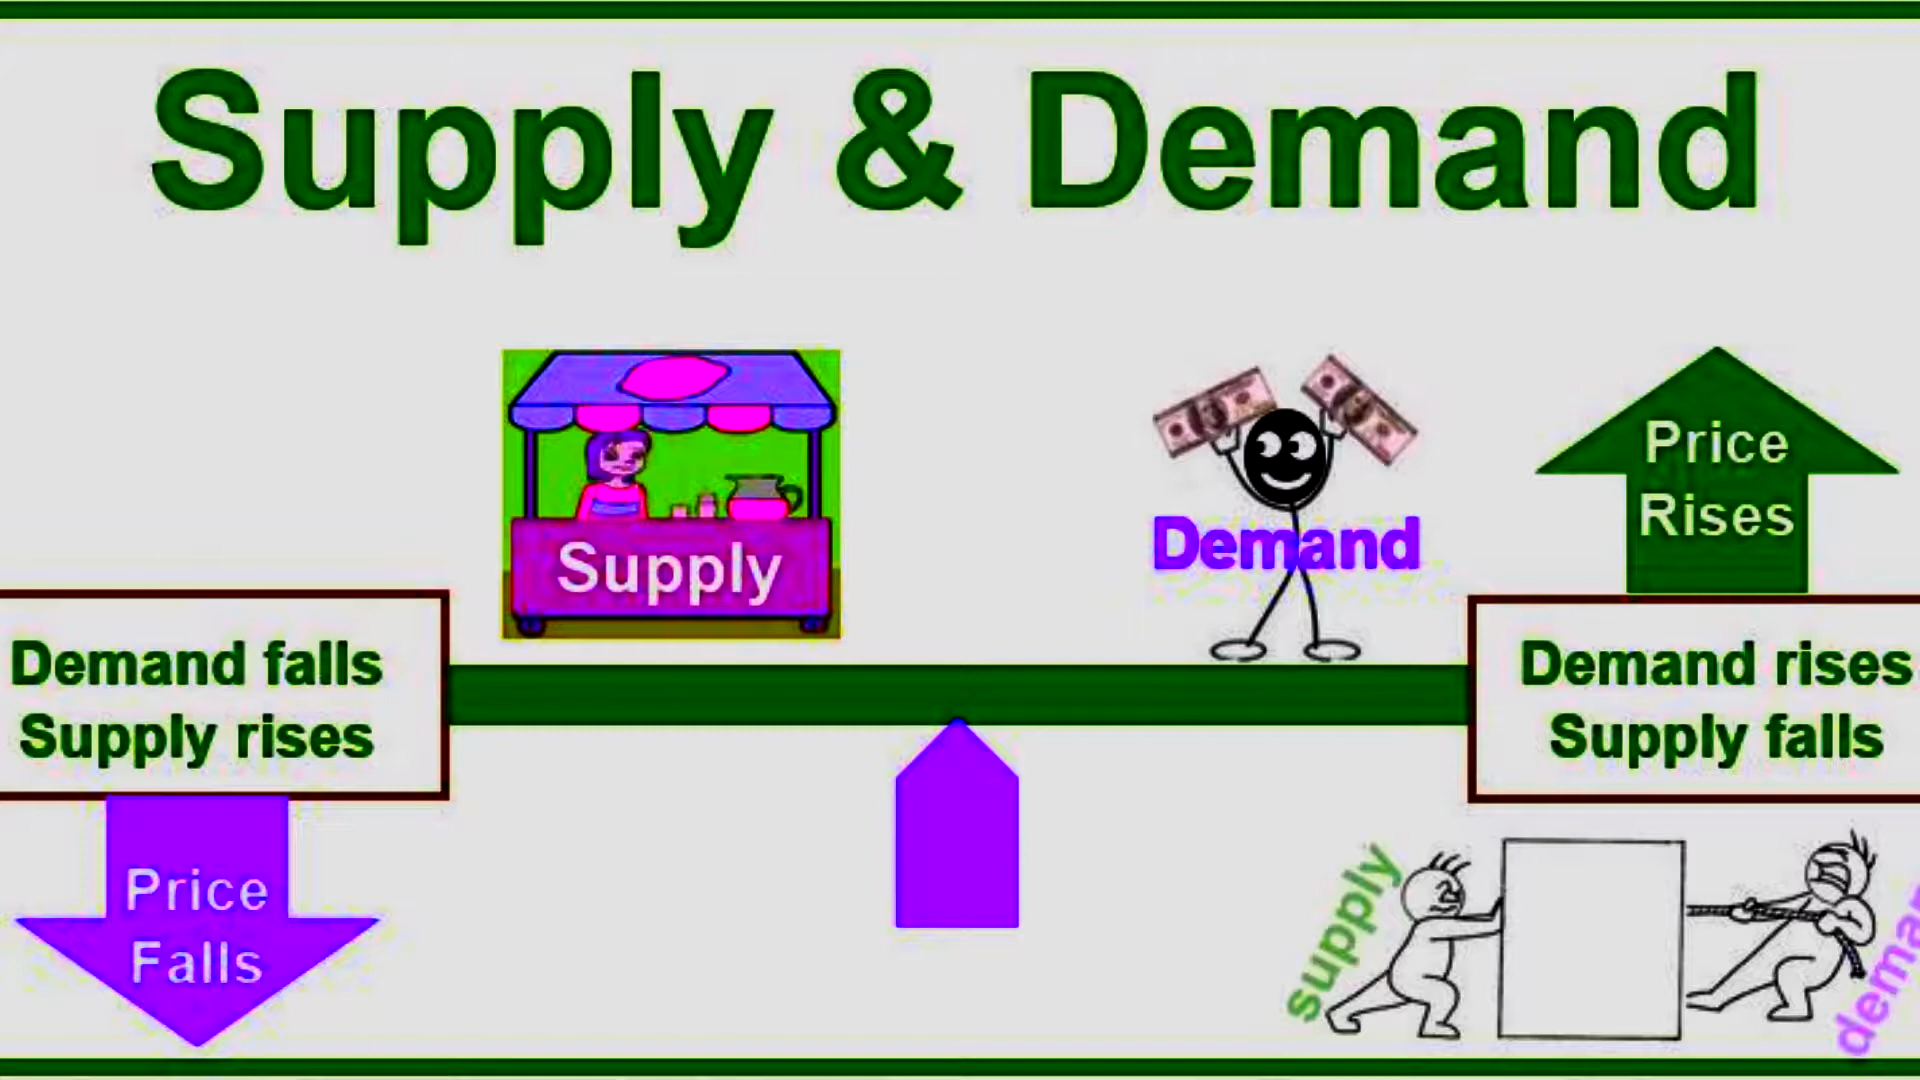 Supply & Demand
Supply
Demand
Price
Rises
Demand falls
Supply rises
Demand rises
Supply falls
Price
Falls
supply